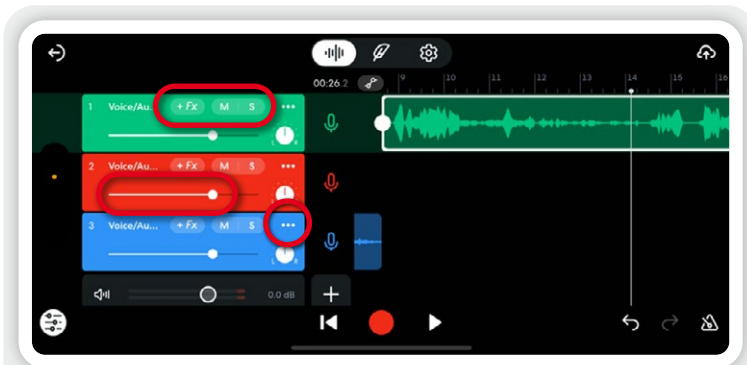 00:26.2
9 10 11 12 13 14 15 16
1 Voice/Au... + Fx M S ...
L R
2 Voice/Au... + Fx M S ...
L R
3 Voice/Au... + Fx M S ...
L R
0.0 dB +